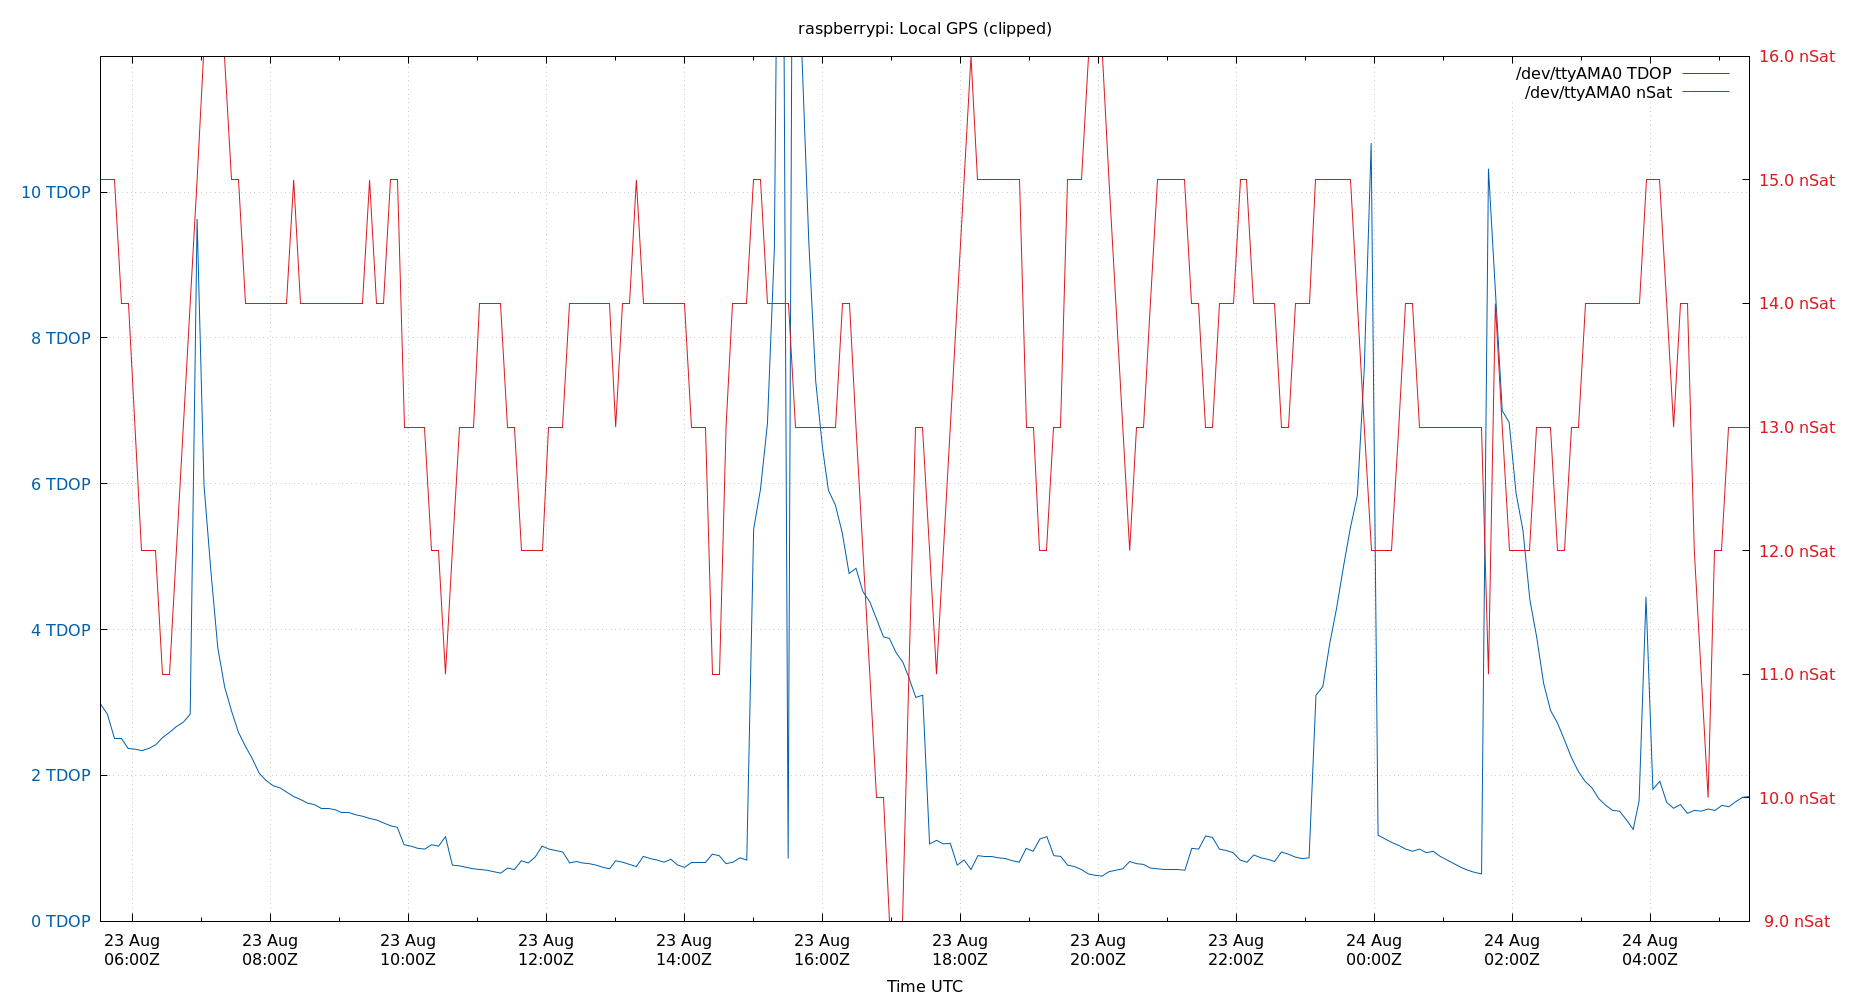 raspberrypi: Local GPS (clipped)
16.0 nSat
/dev/ttyAMA0 TDOP
/dev/ttyAMA0 nSat
10 TDOP
15.0 nSat
14.0 nSat
8 TDOP
13.0 nSat
6 TDOP
12.0 nSat
4 TDOP
11.0 nSat
2 TDOP
10.0 nSat
0 TDOP
9.0 nSat
23 Aug 23 Aug 23 Aug 23 Aug 23 Aug 23 Aug 23 Aug 23 Aug 23 Aug 24 Aug 24 Aug 24 Aug
06:00Z 08:00Z 10:00Z 12:00Z 14:00Z 16:00Z 18:00Z 20:00Z 22:00Z 00:00Z 02:00Z 04:00Z
Time UTC